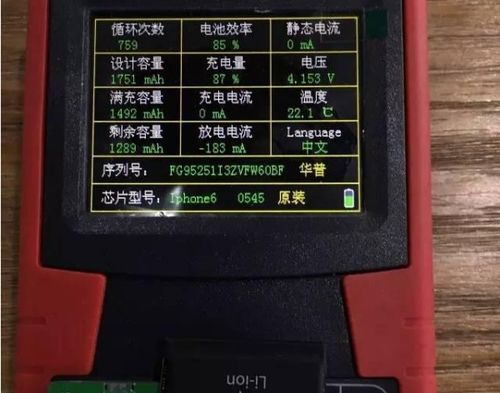 循环次数 电池效率 静态电流
759 85 % 0 mA
设计容量 充电量 电压
1751 mAh 87 % 4.153 V
满充容量 充电电流 温度
1492 mAh 0 mA 22.1 ℃
剩余容量 放电电流 Language
1289 mAh -183 mA 中文
序列号: FG95251I3ZVFW60BF 华普
芯片型号: Iphone6 0545 原装
Li-ion